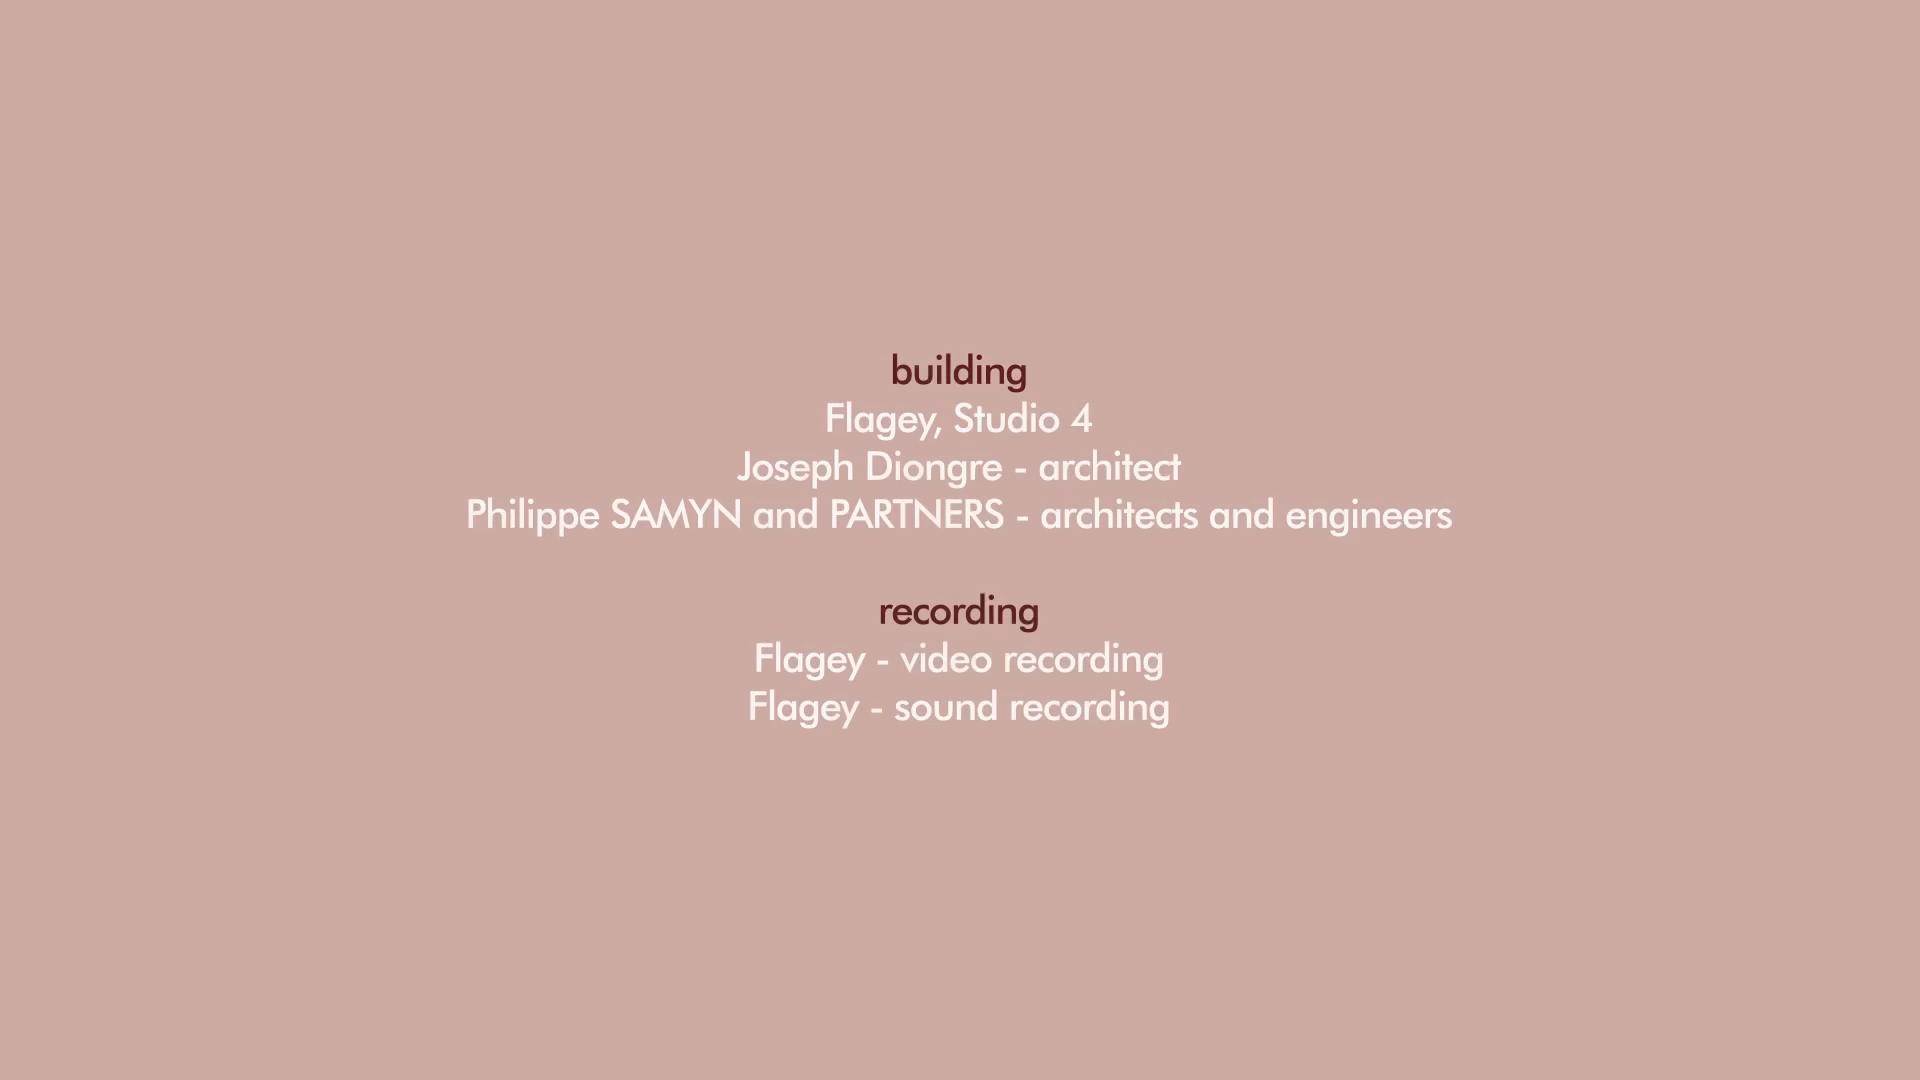 building
Flagey, Studio 4
Joseph Diongre - architect
Philippe SAMYN and PARTNERS - architects and engineers
recording
Flagey - video recording
Flagey - sound recording